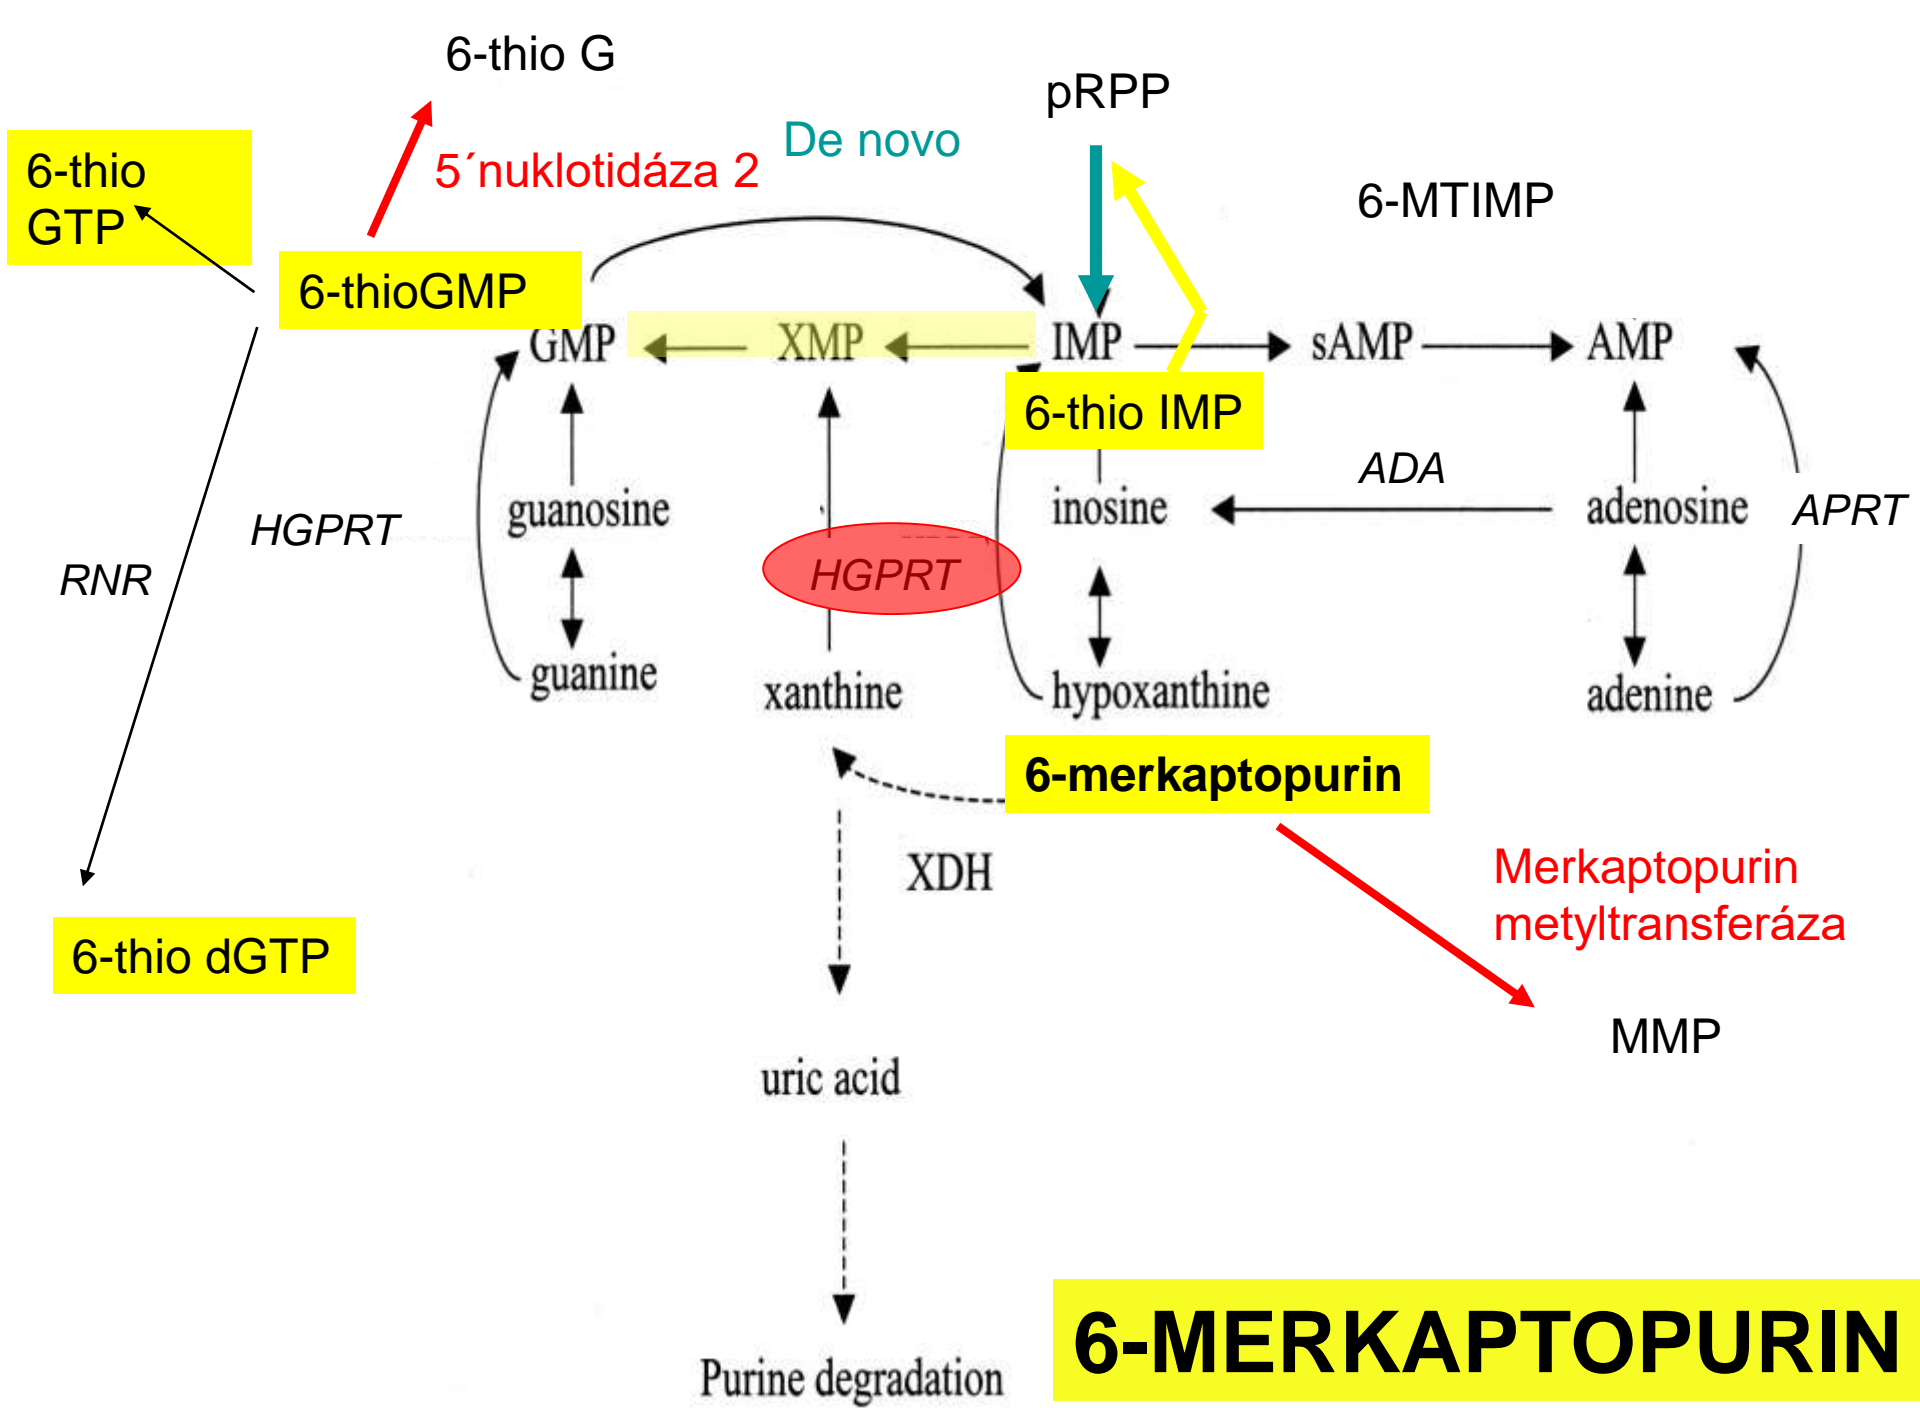 6-thio G
pRPP
De novo
6-thio
GTP
5´nuklotidáza 2
6-MTIMP
6-thioGMP
GMP
XMP
IMP
sAMP
AMP
6-thio IMP
ADA
HGPRT
guanosine
inosine
adenosine
APRT
RNR
HGPRT
guanine
xanthine
hypoxanthine
adenine
6-merkaptopurin
XDH
Merkaptopurin
metyltransferáza
6-thio dGTP
MMP
uric acid
6-MERKAPTOPURIN
Purine degradation